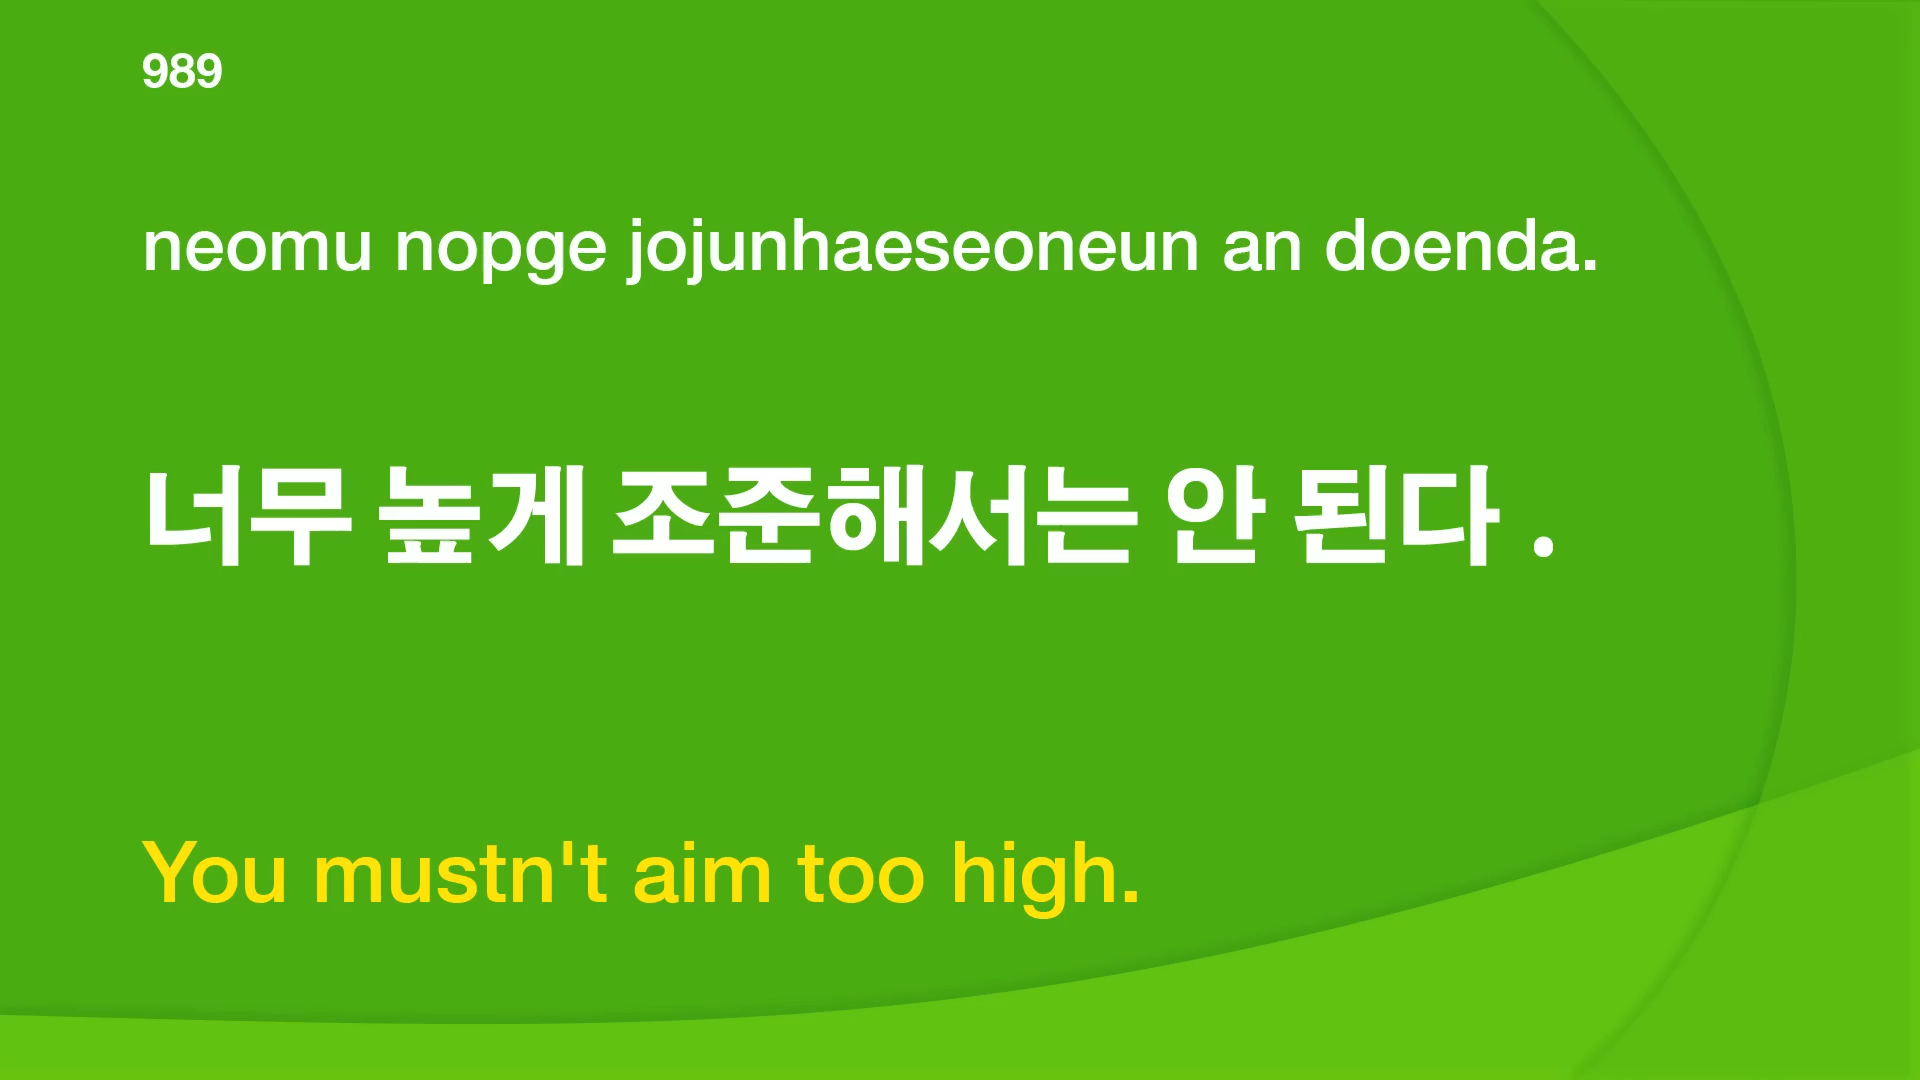 989
neomu nopge jojunhaeseoneun an doenda.
너무 높게 조준해서는 안 된다 .
You mustn't aim too high.